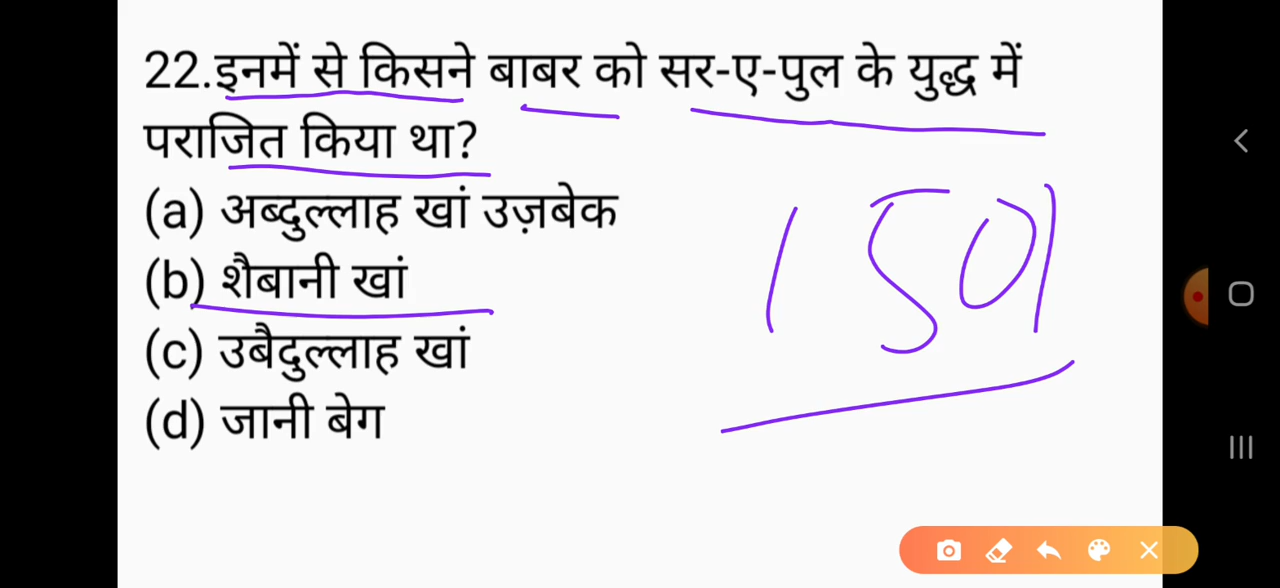 22.इनमें से किसने बाबर को सर-ए-पुल के युद्ध में
पराजित किया था?
(a) अब्दुल्लाह खां उज़बेक
(b) शैबानी खां
(c) उबैदुल्लाह खां
(d) जानी बेग
1501